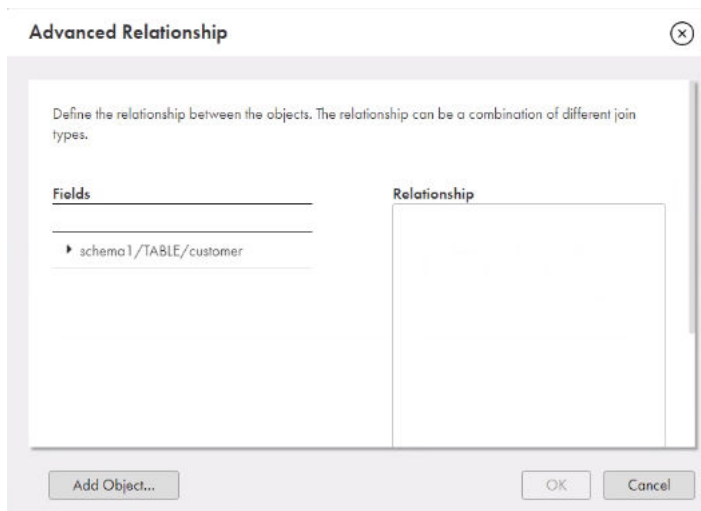 Advanced Relationship
Define the relationship between the objects. The relationship can be a combination of different join
types.
Fields
Relationship
schema1/TABLE/customer
Add Object...
OK
Cancel